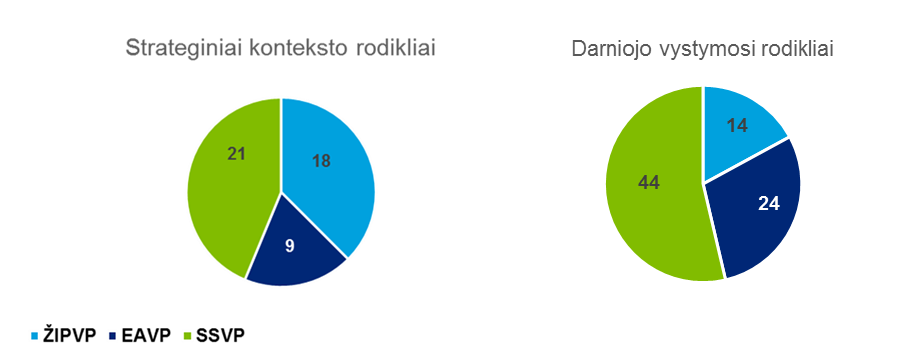 Strateginiai konteksto rodikliai
21
18
9
Darniojo vystymosi rodikliai
14
44
24
ŽIPVP EAVP SSVP